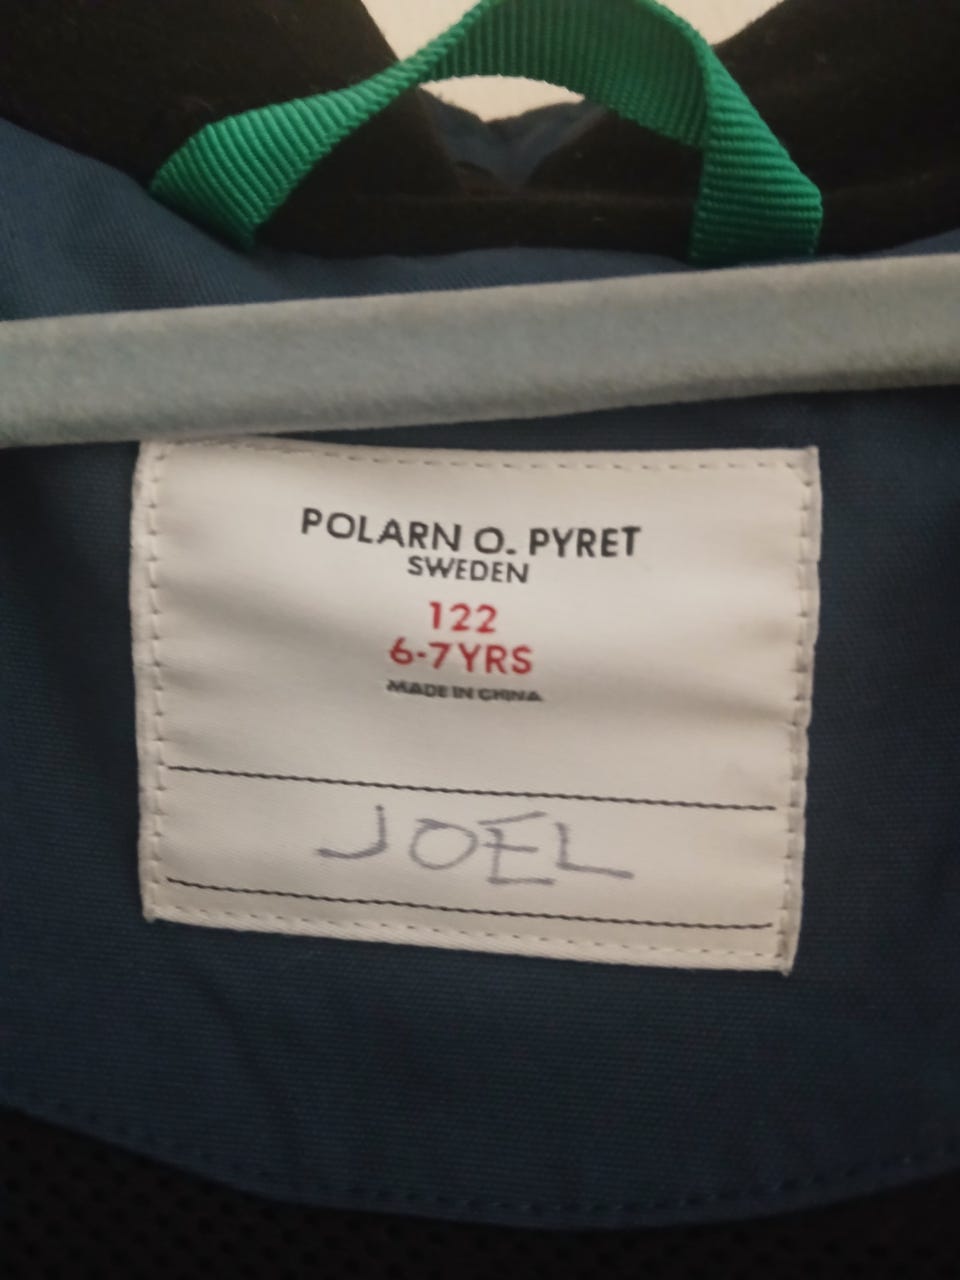 POLARN O. PYRET
SWEDEN
122
6-7YRS
MADE IN CHINA
JOEL